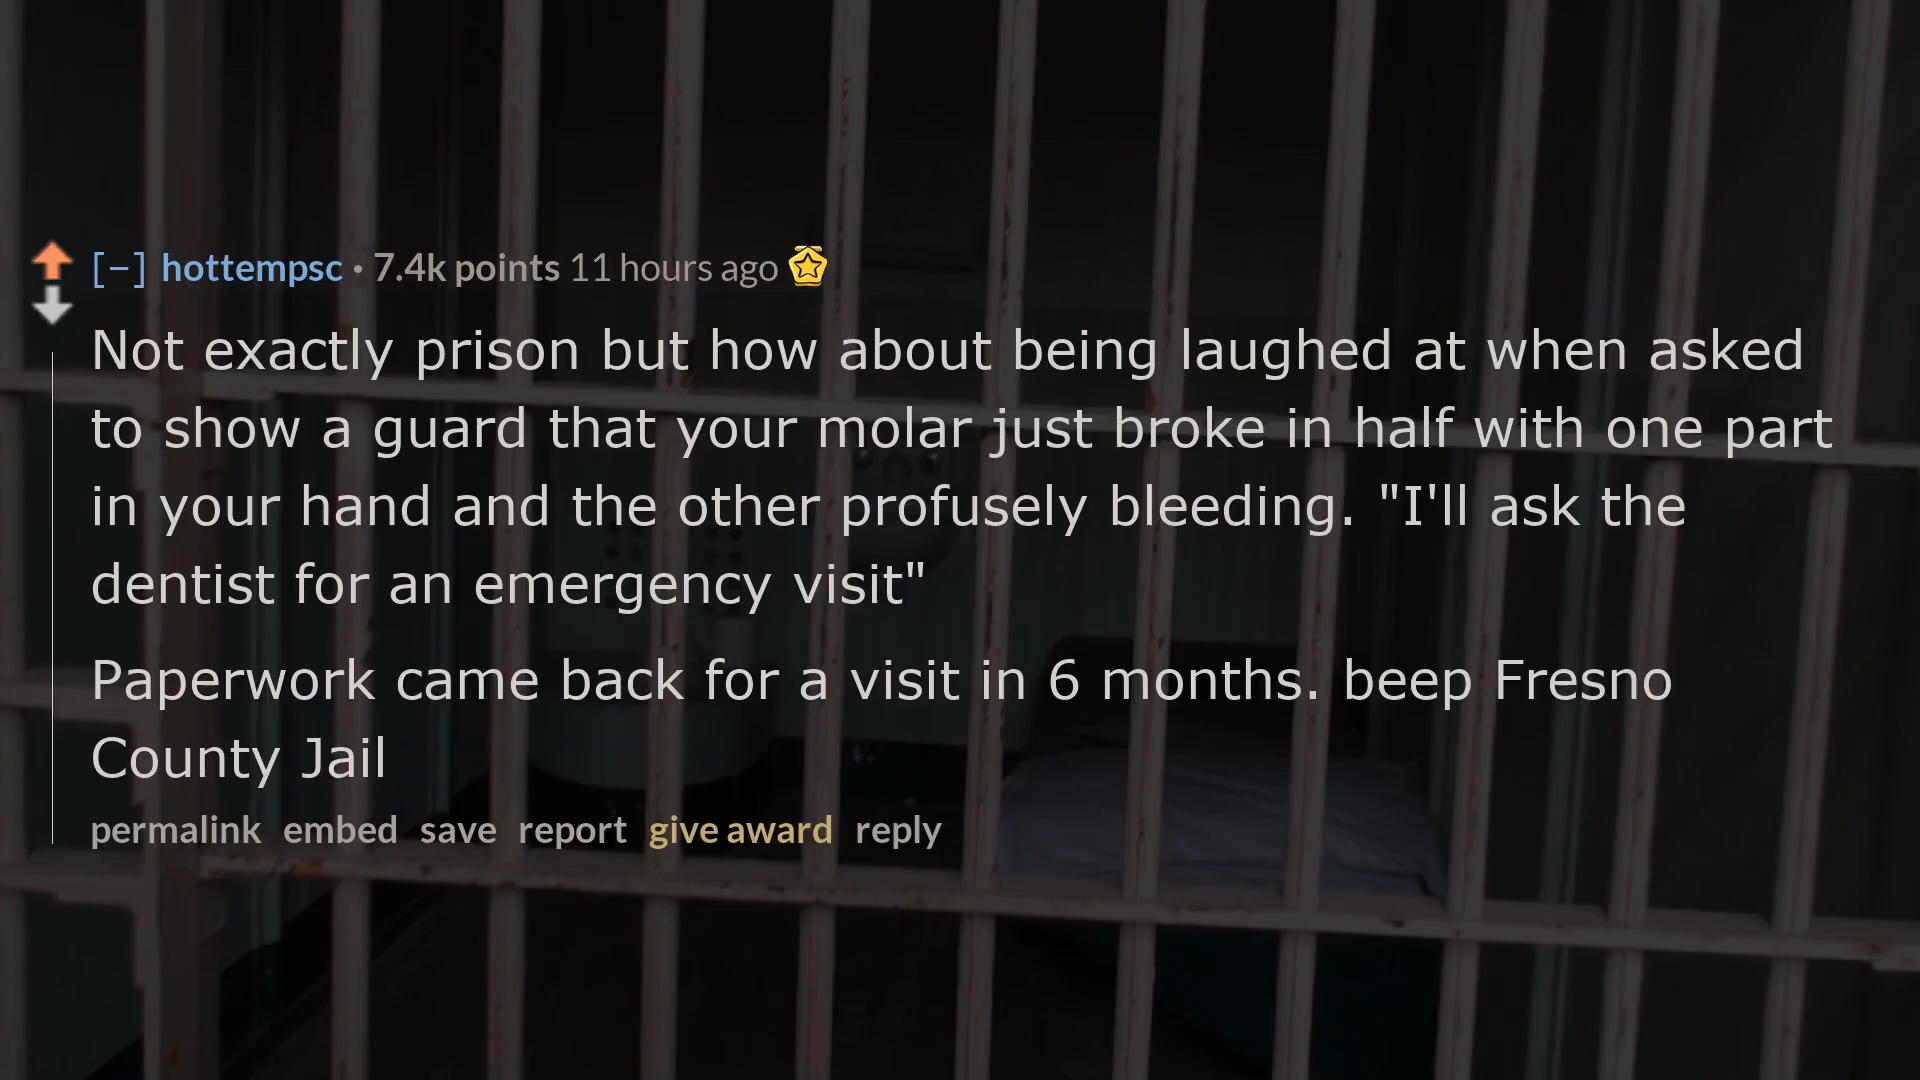 [–] hottempsc • 7.4k points 11 hours ago
Not exactly prison but how about being laughed at when asked
to show a guard that your molar just broke in half with one part
in your hand and the other profusely bleeding. "I'll ask the
dentist for an emergency visit"
Paperwork came back for a visit in 6 months. beep Fresno
County Jail
permalink embed save report give award reply